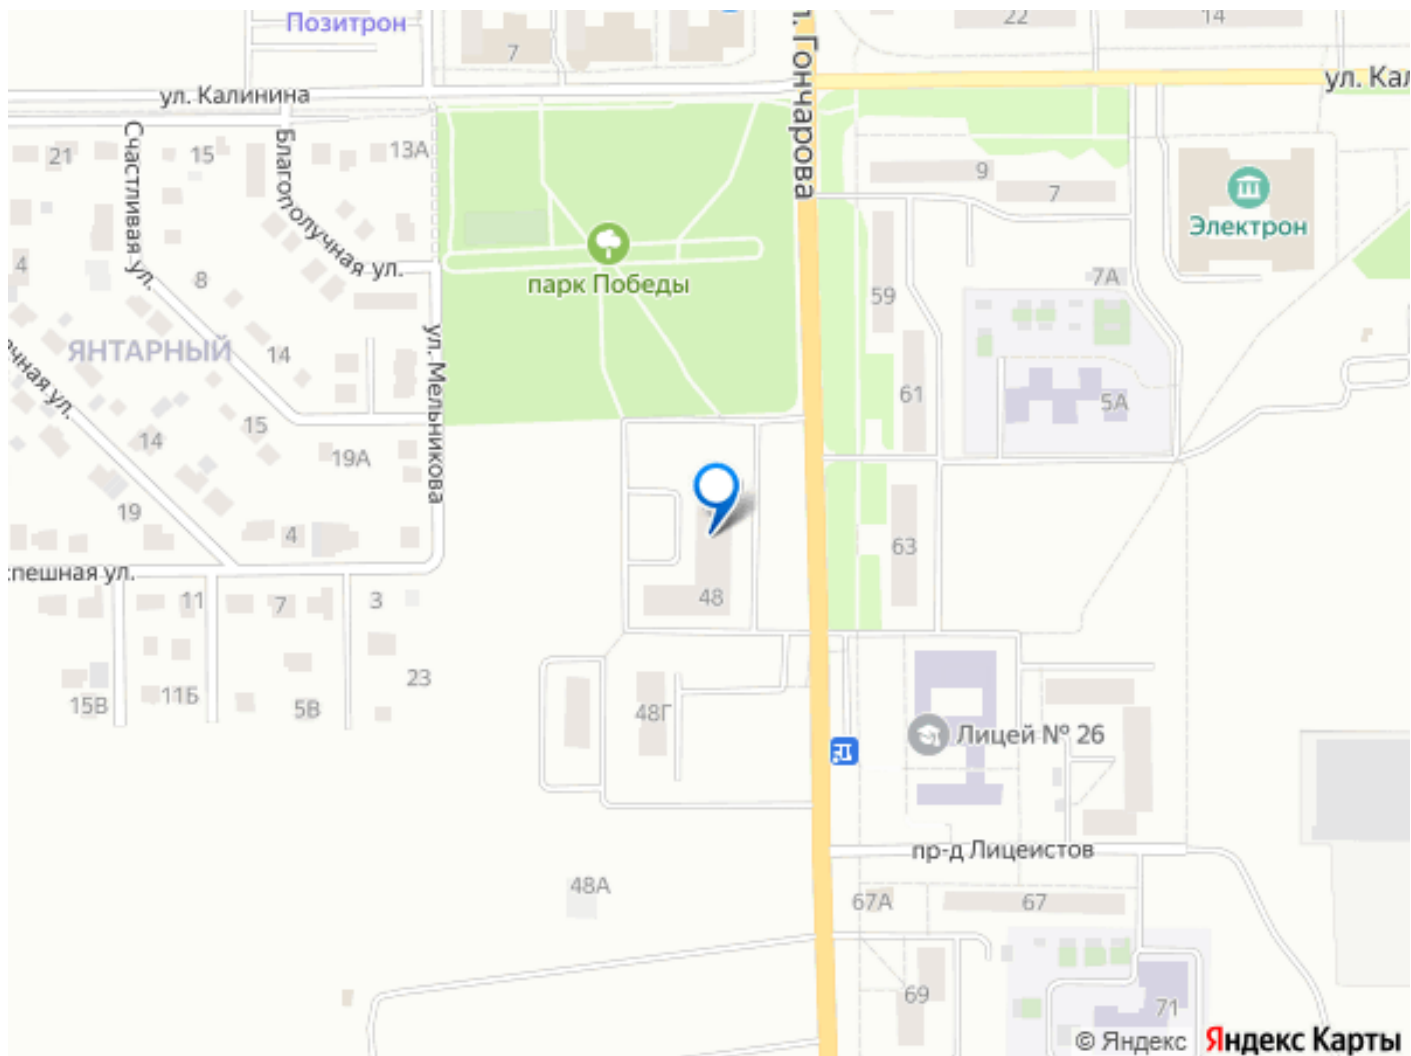 Позитрон
22
14
7
ул. Гончарова
ул. Калинина
ул. Кал
21
Счастливая ул.
15
Благополучная ул.
13А
9
7
Электрон
4
8
парк Победы
59
7А
ЯНТАРНЫЙ
14
ул. Мельникова
чная ул.
61
5А
15
14
19А
19
4
63
пешная ул.
11
7
3
48
15В
11Б
5В
23
48Г
Лицей № 26
пр-д Лицеистов
48А
67А
67
69
71
© Яндекс Яндекс Карты